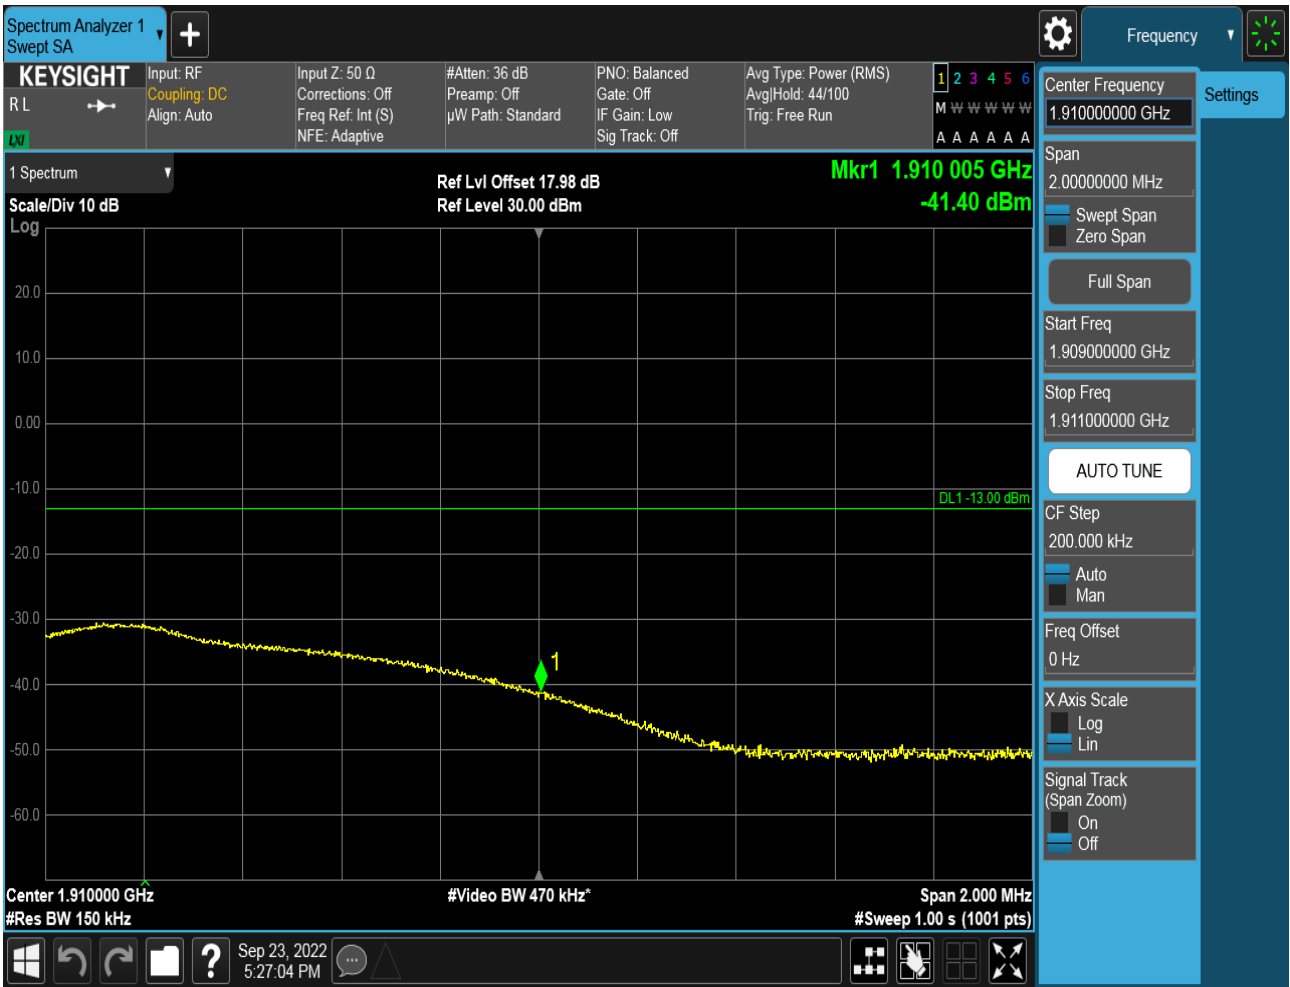 Spectrum Analyzer 1
Swept SA
Frequency
KEYSIGHT
R L
LXI
Input: RF
Coupling: DC
Align: Auto
Input Z: 50 Ω
Corrections: Off
Freq Ref: Int (S)
NFE: Adaptive
#Atten: 36 dB
Preamp: Off
µW Path: Standard
PNO: Balanced
Gate: Off
IF Gain: Low
Sig Track: Off
Avg Type: Power (RMS)
Avg|Hold: 44/100
Trig: Free Run
1 2 3 4 5 6
M W W W W W
A A A A A A
1 Spectrum
Scale/Div 10 dB
Log
Ref Lvl Offset 17.98 dB
Ref Level 30.00 dBm
Mkr1 1.910 005 GHz
-41.40 dBm
20.0
10.0
0.00
-10.0
-20.0
-30.0
-40.0
-50.0
-60.0
DL1 -13.00 dBm
1
Center 1.910000 GHz
#Res BW 150 kHz
#Video BW 470 kHz*
Span 2.000 MHz
#Sweep 1.00 s (1001 pts)
Center Frequency
1.910000000 GHz
Settings
Span
2.00000000 MHz
Swept Span
Zero Span
Full Span
Start Freq
1.909000000 GHz
Stop Freq
1.911000000 GHz
AUTO TUNE
CF Step
200.000 kHz
Auto
Man
Freq Offset
0 Hz
X Axis Scale
Log
Lin
Signal Track
(Span Zoom)
On
Off
?
Sep 23, 2022
5:27:04 PM